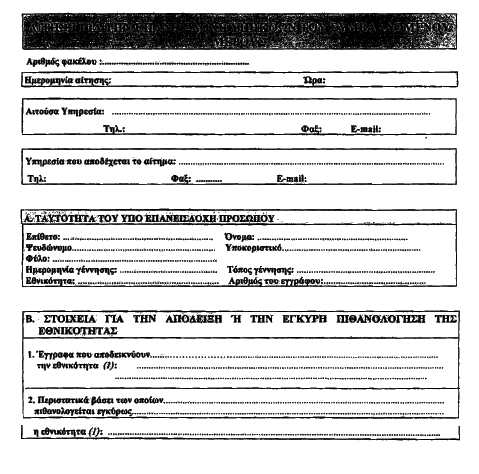 Αριθμός φακέλου :..................................................
Ημερομηνία αίτησης: Ώρα:
Αιτούσα Υπηρεσία: ..................................................
Τηλ.: Φαξ: E-mail:
Υπηρεσία που αποδέχεται το αίτημα: ..................................................
Τηλ: Φαξ: .......... E-mail:
Α. ΤΑΥΤΟΤΗΤΑ ΤΟΥ ΥΠΟ ΕΠΑΝΕΙΣΔΟΧΗ ΠΡΟΣΩΠΟΥ
Επίθετο: .................................................. Όνομα: ..................................................
Ψευδώνυμο.................................................. Υποκοριστικό..................................................
Φύλο: ..................................................
Ημερομηνία γέννησης: .............................. Τόπος γέννησης: ..............................
Εθνικότητα: .................................................. Αριθμός του εγγράφου:..............................
Β. ΣΤΟΙΧΕΙΑ ΓΙΑ ΤΗΝ ΑΠΟΔΕΙΞΗ Ή ΤΗΝ ΕΓΚΥΡΗ ΠΙΘΑΝΟΛΟΓΗΣΗ ΤΗΣ
ΕΘΝΙΚΟΤΗΤΑΣ
1. Έγγραφα που αποδεικνύουν..................................................
την εθνικότητα (1): ..................................................
..................................................
2. Περιστατικά βάσει των οποίων..................................................
πιθανολογείται εγκύρως..................................................
η εθνικότητα (1): ..................................................